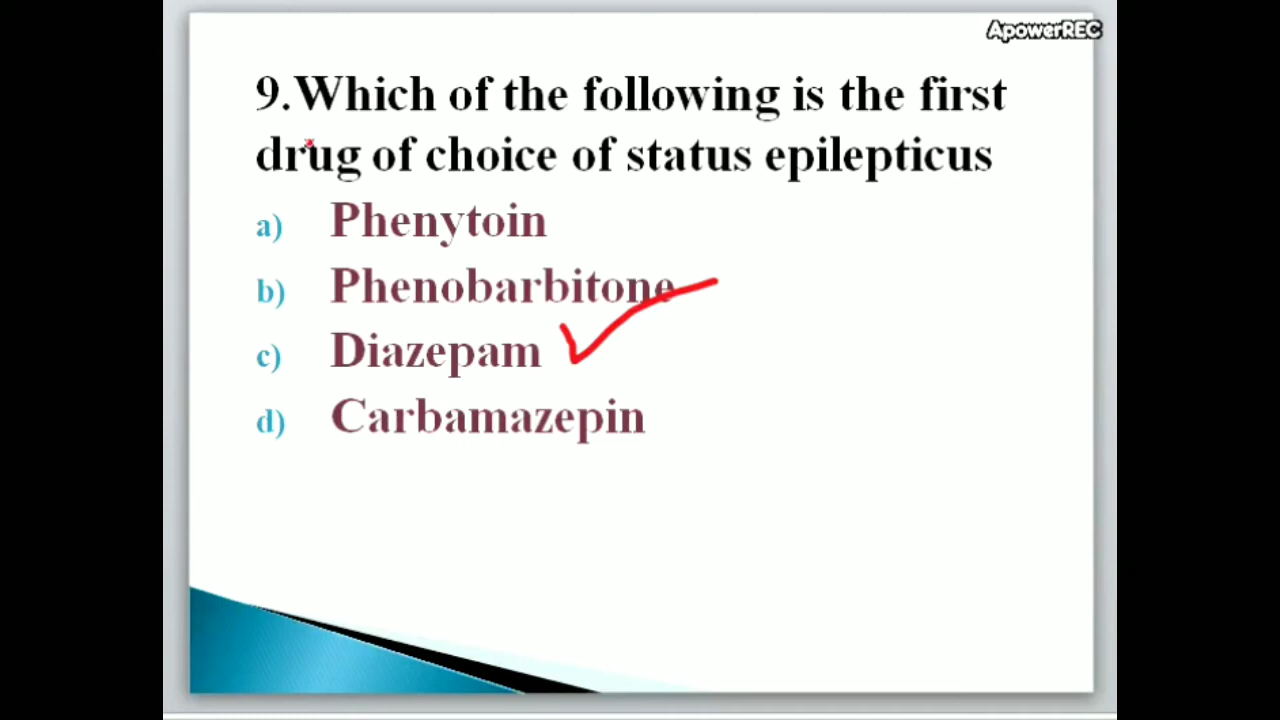 ApowerREC
9.Which of the following is the first
drug of choice of status epilepticus
a) Phenytoin
b) Phenobarbitone
c) Diazepam
d) Carbamazepin